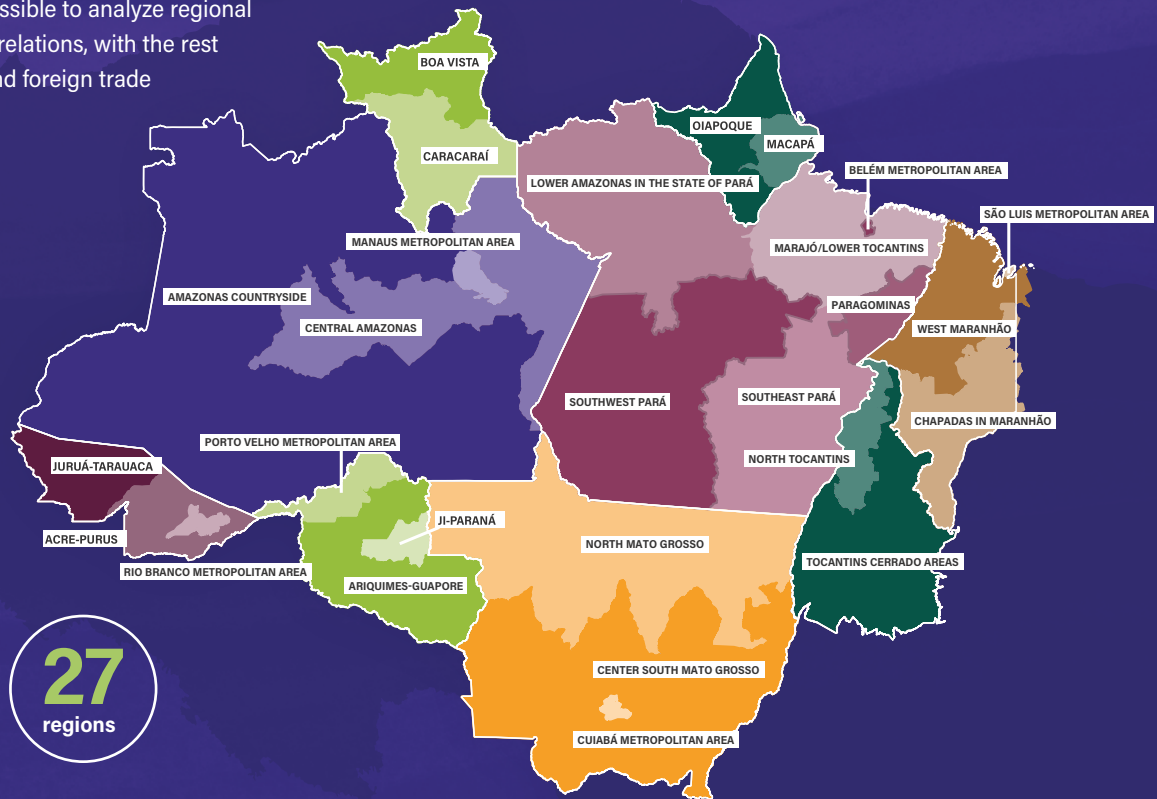 ssible to analyze regional
relations, with the rest
nd foreign trade
BOA VISTA
OIAPOQUE
MACAPÁ
CARACARAÍ
BELÉM METROPOLITAN AREA
LOWER AMAZONAS IN THE STATE OF PARÁ
SÃO LUIS METROPOLITAN AREA
MANAUS METROPOLITAN AREA
MARAJÓ/LOWER TOCANTINS
AMAZONAS COUNTRYSIDE
PARAGOMINAS
CENTRAL AMAZONAS
WEST MARANHÃO
SOUTHEAST PARÁ
SOUTHWEST PARÁ
CHAPADAS IN MARANHÃO
PORTO VELHO METROPOLITAN AREA
NORTH TOCANTINS
JURUÁ-TARAUACA
JI-PARANÁ
ACRE-PURUS
NORTH MATO GROSSO
TOCANTINS CERRADO AREAS
RIO BRANCO METROPOLITAN AREA
ARIQUIMES-GUAPORE
27
regions
CENTER SOUTH MATO GROSSO
CUIABÁ METROPOLITAN AREA